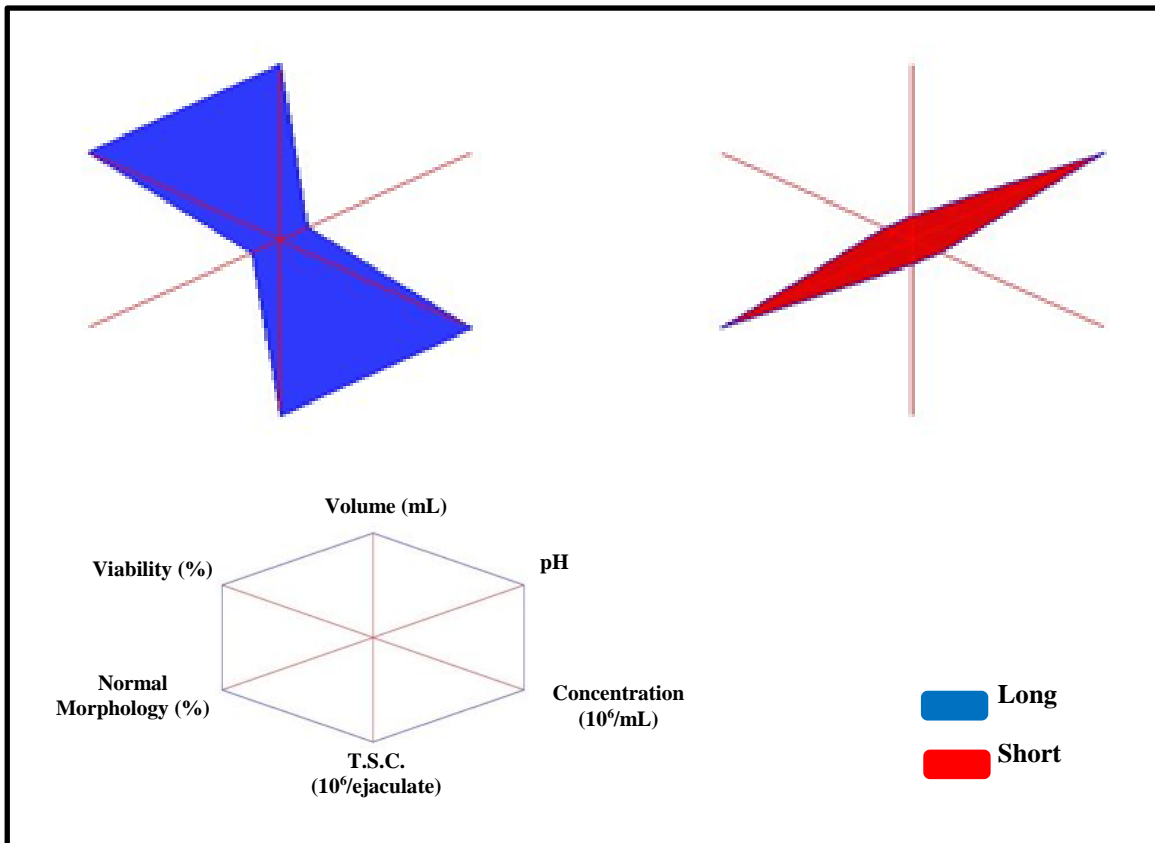 Volume (mL)
Viability (%)
pH
Normal
Morphology (%)
Concentration
(10⁶/mL)
T.S.C.
(10⁶/ejaculate)
Long
Short